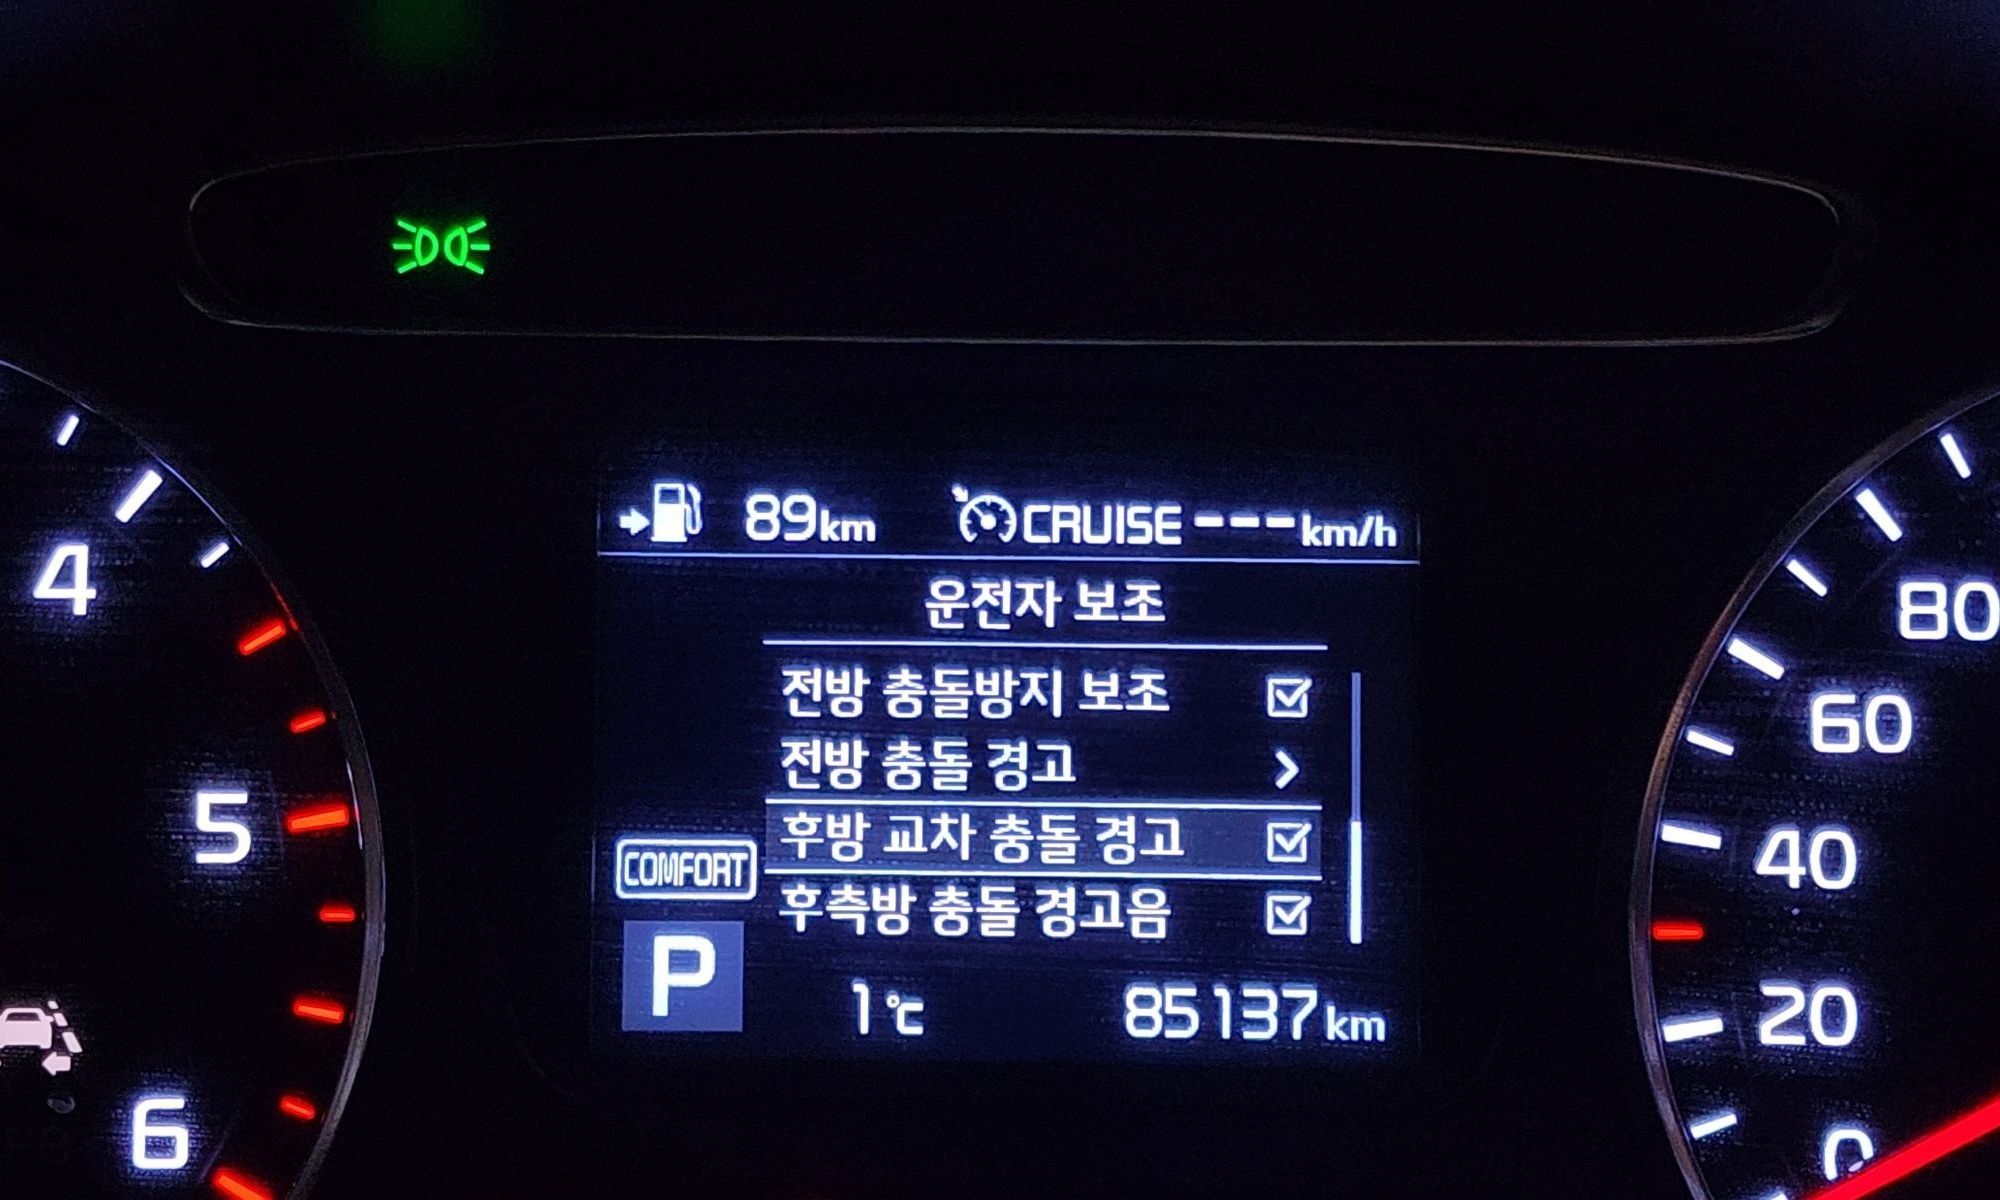 89km CRUISE ---km/h
운전자 보조
전방 충돌방지 보조
전방 충돌 경고
후방 교차 충돌 경고
후측방 충돌 경고음
COMFORT
P
1℃ 85137km
4
5
6
80
60
40
20
0